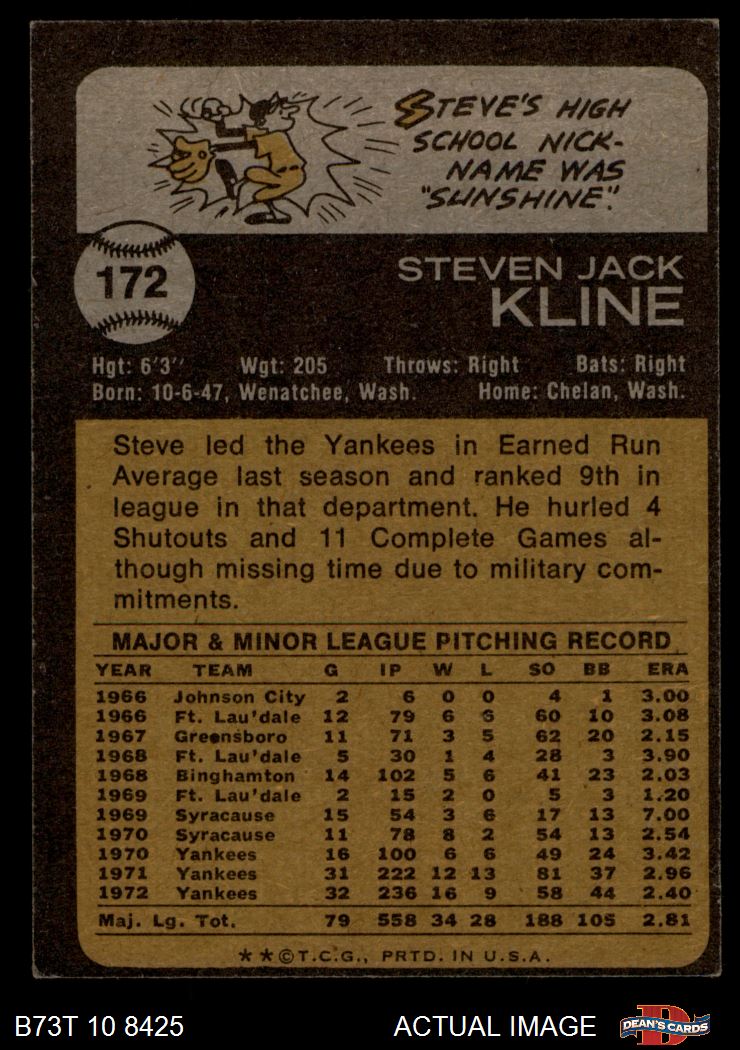 STEVE'S HIGH
SCHOOL NICK-
NAME WAS
"SUNSHINE".
172
STEVEN JACK
KLINE
Hgt: 6'3" Wgt: 205 Throws: Right Bats: Right
Born: 10-6-47, Wenatchee, Wash. Home: Chelan, Wash.
Steve led the Yankees in Earned Run
Average last season and ranked 9th in
league in that department. He hurled 4
Shutouts and 11 Complete Games al-
though missing time due to military com-
mitments.
MAJOR & MINOR LEAGUE PITCHING RECORD
YEAR TEAM G IP W L SO BB ERA
1966 Johnson City 2 6 0 0 4 1 3.00
1966 Ft. Lau'dale 12 79 6 6 60 10 3.08
1967 Greensboro 11 71 3 5 62 20 2.15
1968 Ft. Lau'dale 5 30 1 4 28 3 3.90
1968 Binghamton 14 102 5 6 41 23 2.03
1969 Ft. Lau'dale 2 15 2 0 5 3 1.20
1969 Syracause 15 54 3 6 17 13 7.00
1970 Syracause 11 78 8 2 54 13 2.54
1970 Yankees 16 100 6 6 49 24 3.42
1971 Yankees 31 222 12 13 81 37 2.96
1972 Yankees 32 236 16 9 58 44 2.40
Maj. Lg. Tot. 79 558 34 28 188 105 2.81
**©T.C.G., PRTD. IN U.S.A.
B73T 10 8425 ACTUAL IMAGE DEAN'S CARDS